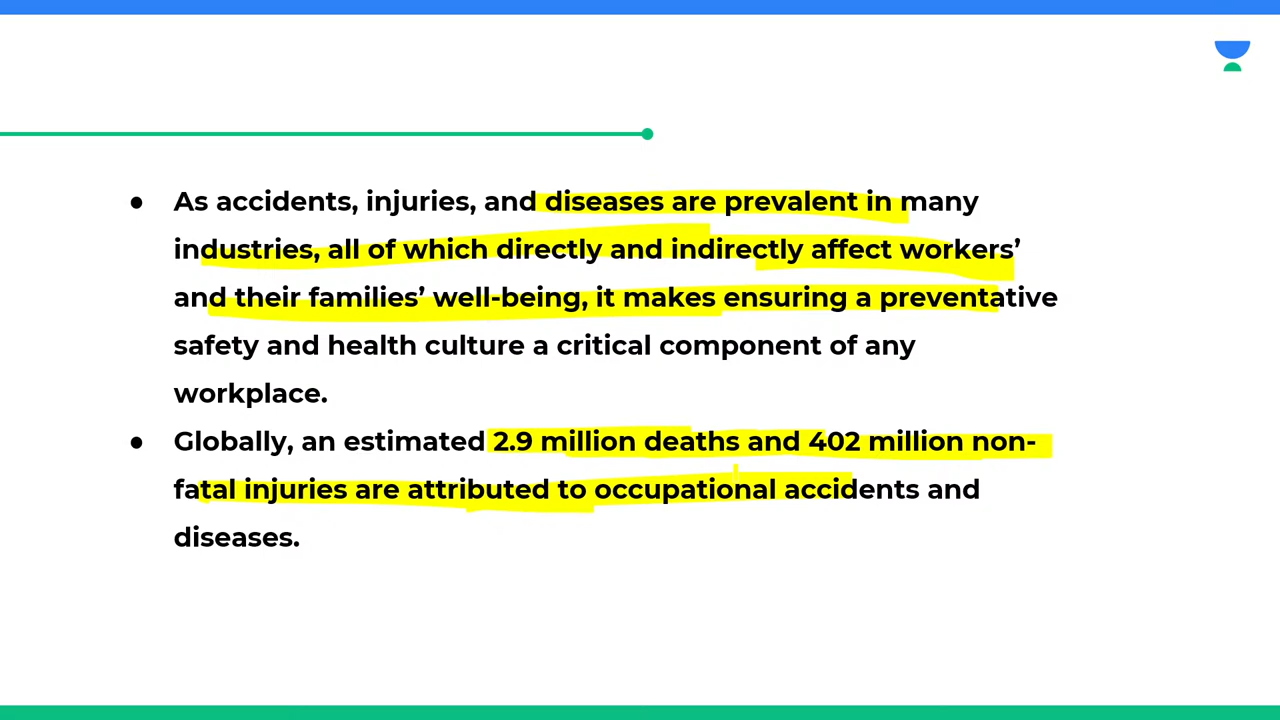 ● As accidents, injuries, and diseases are prevalent in many
industries, all of which directly and indirectly affect workers’
and their families’ well-being, it makes ensuring a preventative
safety and health culture a critical component of any
workplace.
● Globally, an estimated 2.9 million deaths and 402 million non-
fatal injuries are attributed to occupational accidents and
diseases.